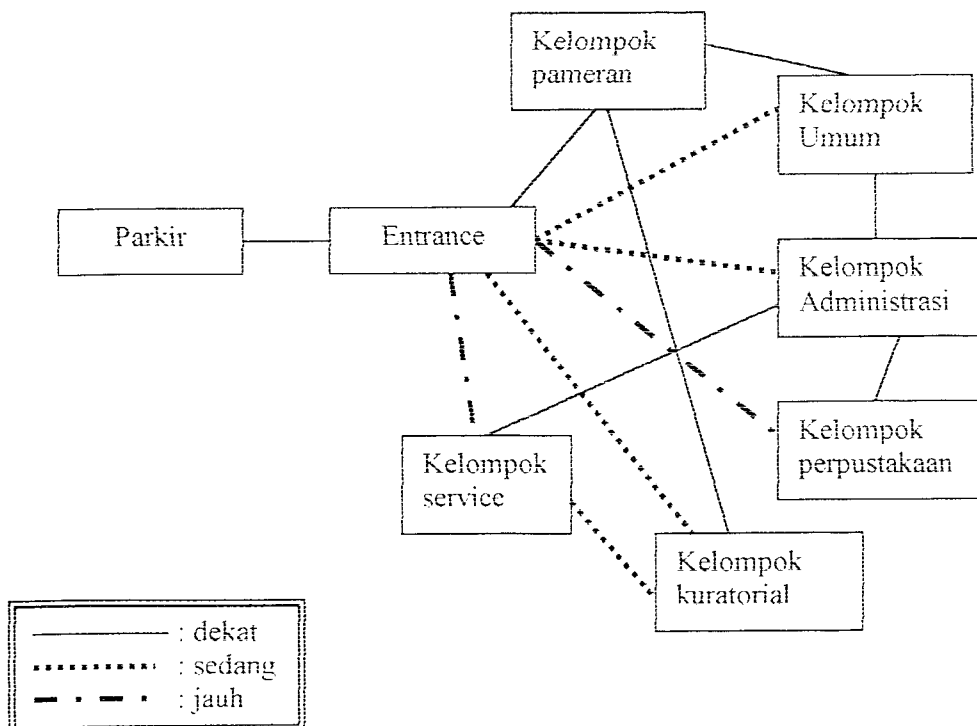 Kelompok
pameran
Kelompok
Umum
Parkir
Entrance
Kelompok
Administrasi
Kelompok
perpustakaan
Kelompok
service
Kelompok
kuratorial
: dekat
: sedang
: jauh